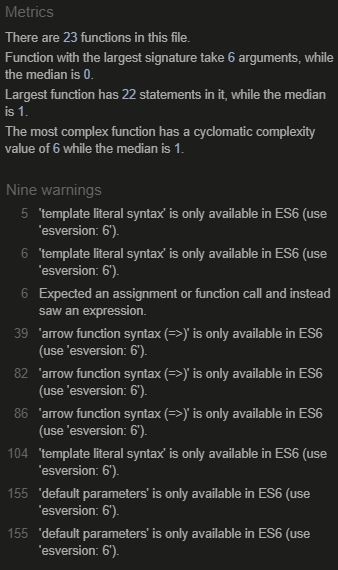 Metrics
There are 23 functions in this file.
Function with the largest signature take 6 arguments, while
the median is 0.
Largest function has 22 statements in it, while the median
is 1.
The most complex function has a cyclomatic complexity
value of 6 while the median is 1.
Nine warnings
5 'template literal syntax' is only available in ES6 (use
'esversion: 6').
6 'template literal syntax' is only available in ES6 (use
'esversion: 6').
6 Expected an assignment or function call and instead
saw an expression.
39 'arrow function syntax (=>)' is only available in ES6
(use 'esversion: 6').
82 'arrow function syntax (=>)' is only available in ES6
(use 'esversion: 6').
86 'arrow function syntax (=>)' is only available in ES6
(use 'esversion: 6').
104 'template literal syntax' is only available in ES6 (use
'esversion: 6').
155 'default parameters' is only available in ES6 (use
'esversion: 6').
155 'default parameters' is only available in ES6 (use
'esversion: 6').